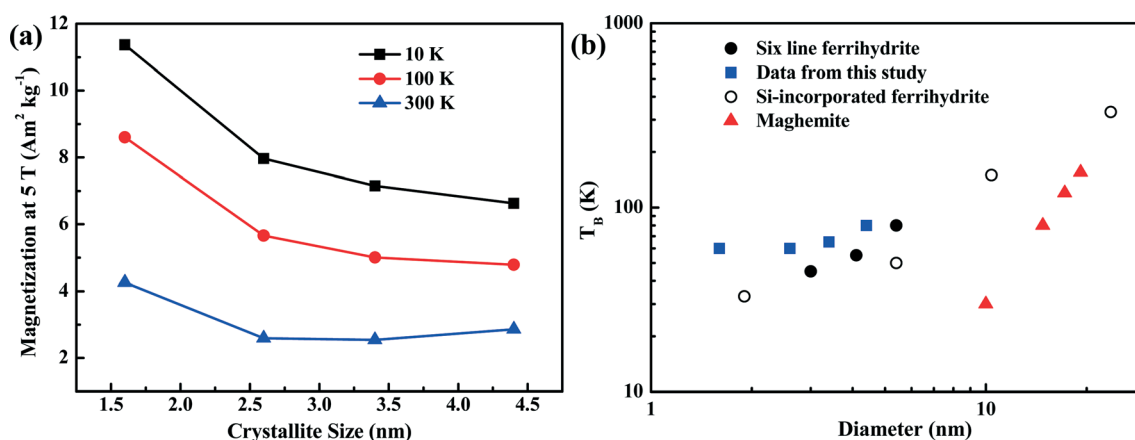 (a)
12
10
8
6
4
2
Magnetization at 5 T (Am² kg⁻¹)
10 K
100 K
300 K
1.5 2.0 2.5 3.0 3.5 4.0 4.5
Crystallite Size (nm)
(b)
1000
100
10
T_B (K)
Six line ferrihydrite
Data from this study
Si-incorporated ferrihydrite
Maghemite
1 10
Diameter (nm)